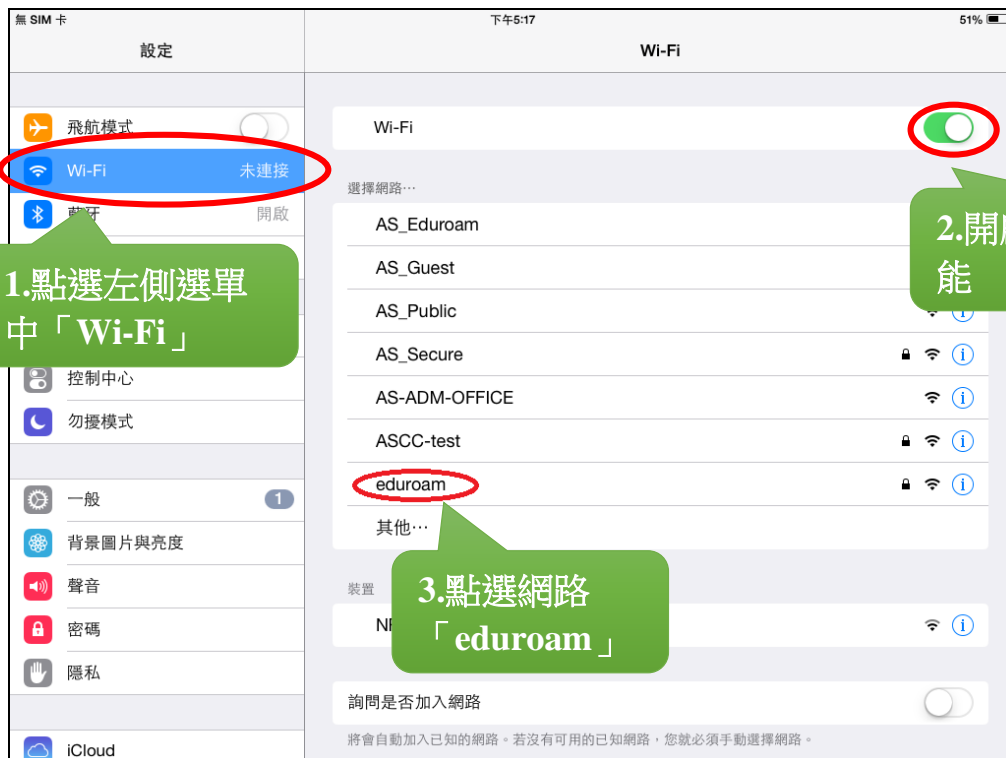 無 SIM 卡
下午5:17
51%
設定
Wi-Fi
飛航模式
Wi-Fi 未連接
開啟
1.點選左側選單
中「Wi-Fi」
控制中心
勿擾模式
一般 1
背景圖片與亮度
聲音
密碼
隱私
iCloud
Wi-Fi
選擇網路…
AS_Eduroam
AS_Guest
AS_Public
AS_Secure
AS-ADM-OFFICE
ASCC-test
eduroam
其他…
2.開
能
3.點選網路
「eduroam」
裝置
詢問是否加入網路
將會自動加入已知的網路。若沒有可用的已知網路，您就必須手動選擇網路。